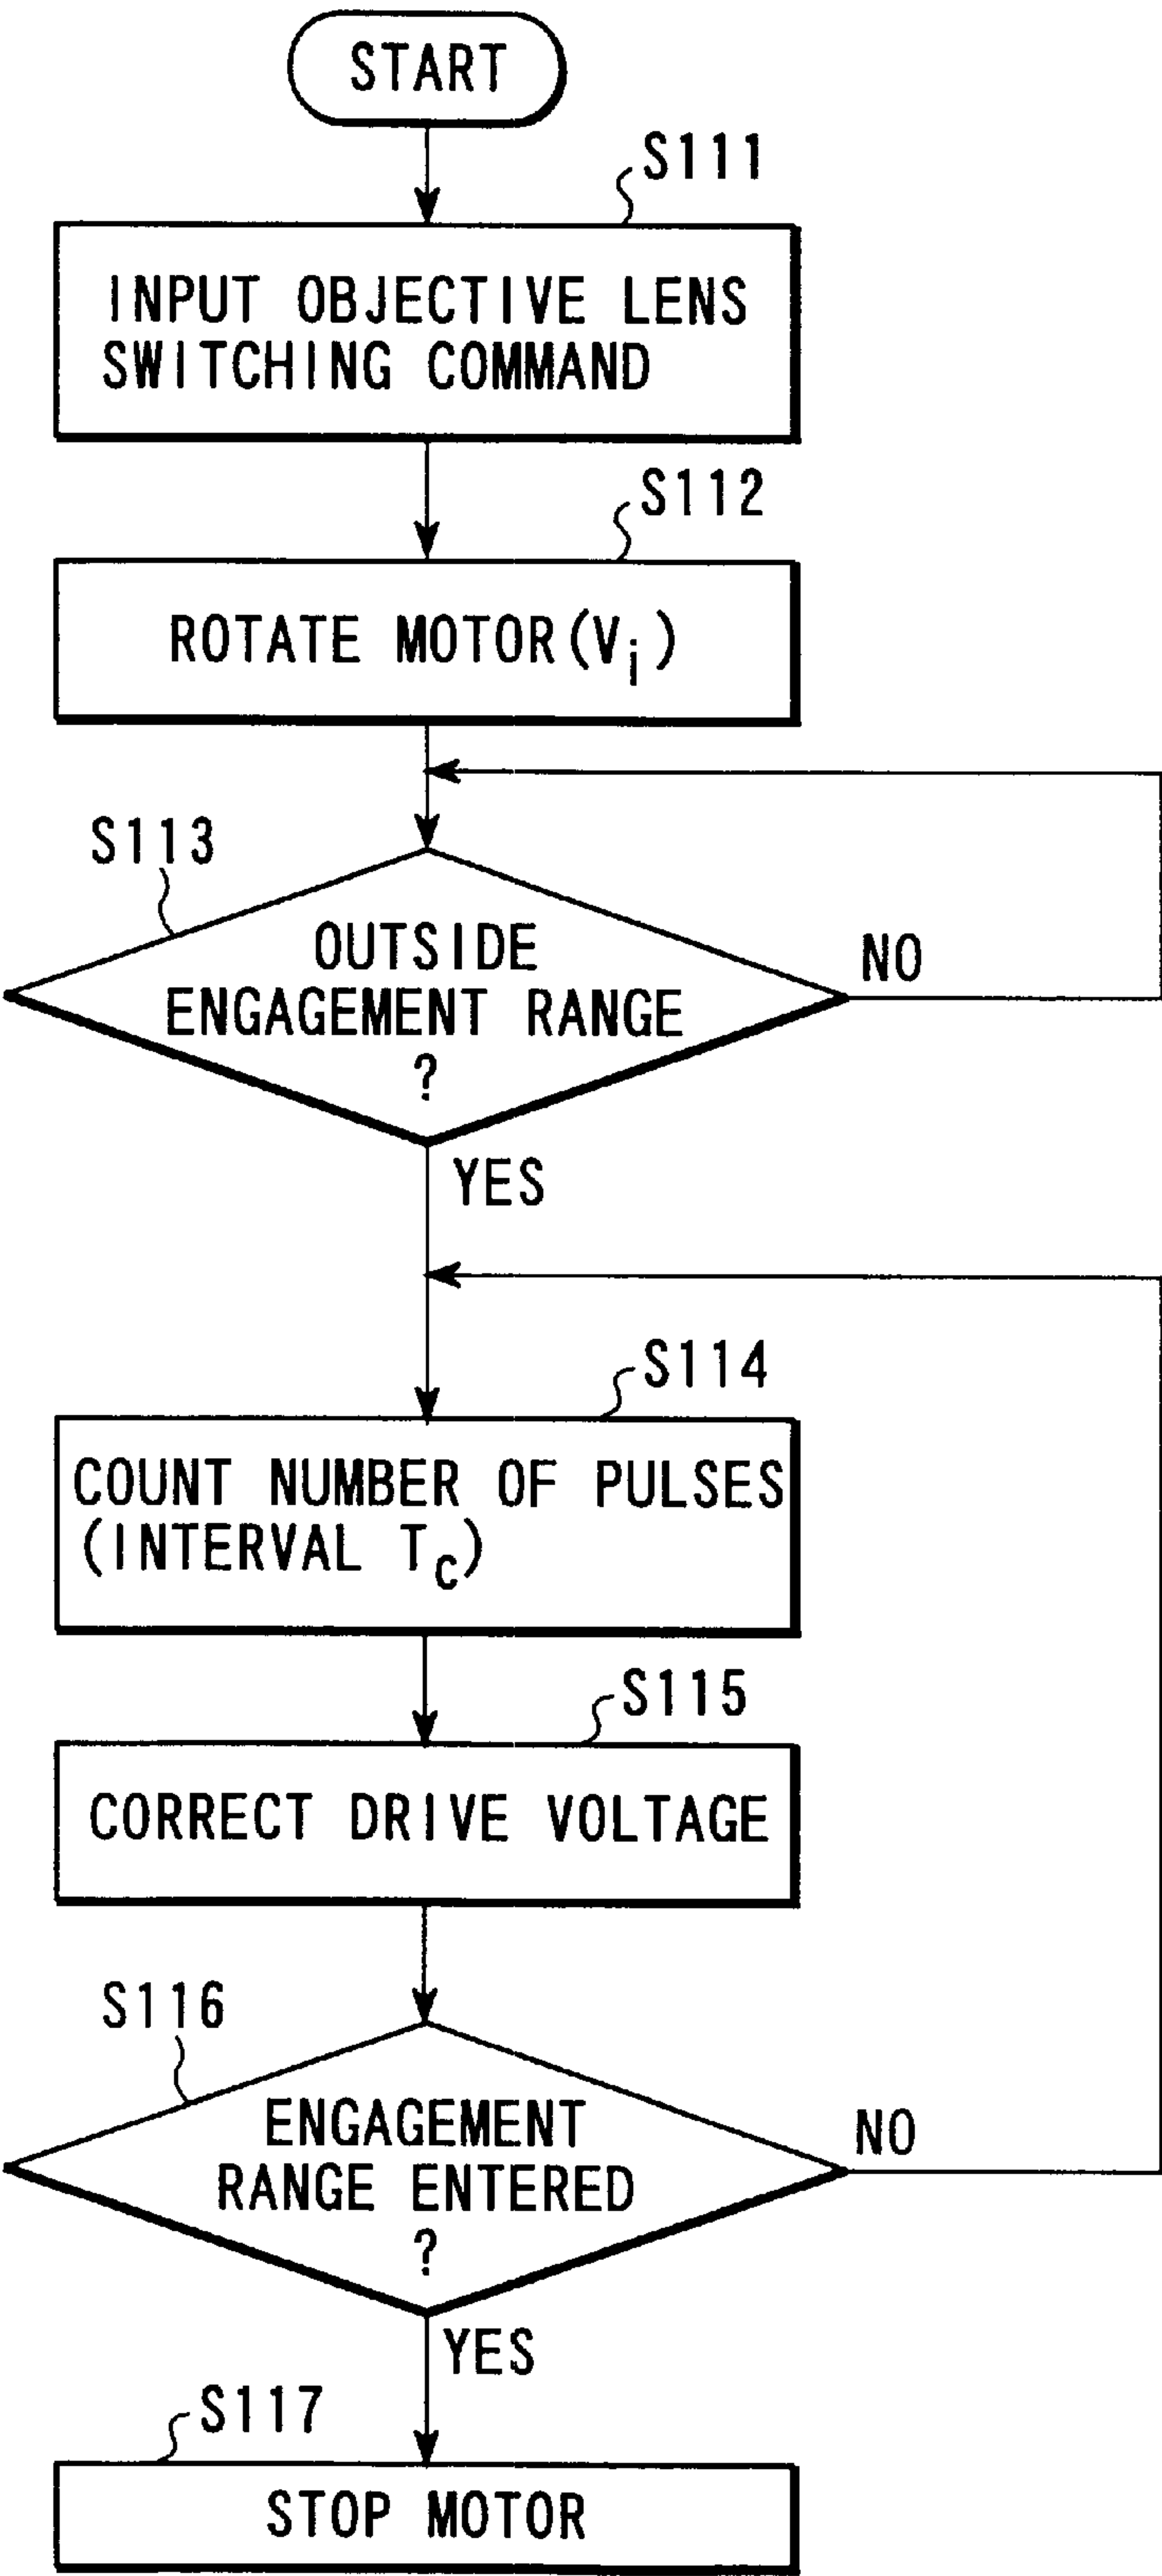 START
S111
INPUT OBJECTIVE LENS
SWITCHING COMMAND
S112
ROTATE MOTOR(Vi)
S113
OUTSIDE
ENGAGEMENT RANGE
?
NO
YES
S114
COUNT NUMBER OF PULSES
(INTERVAL Tc)
S115
CORRECT DRIVE VOLTAGE
S116
ENGAGEMENT
RANGE ENTERED
?
NO
YES
S117
STOP MOTOR